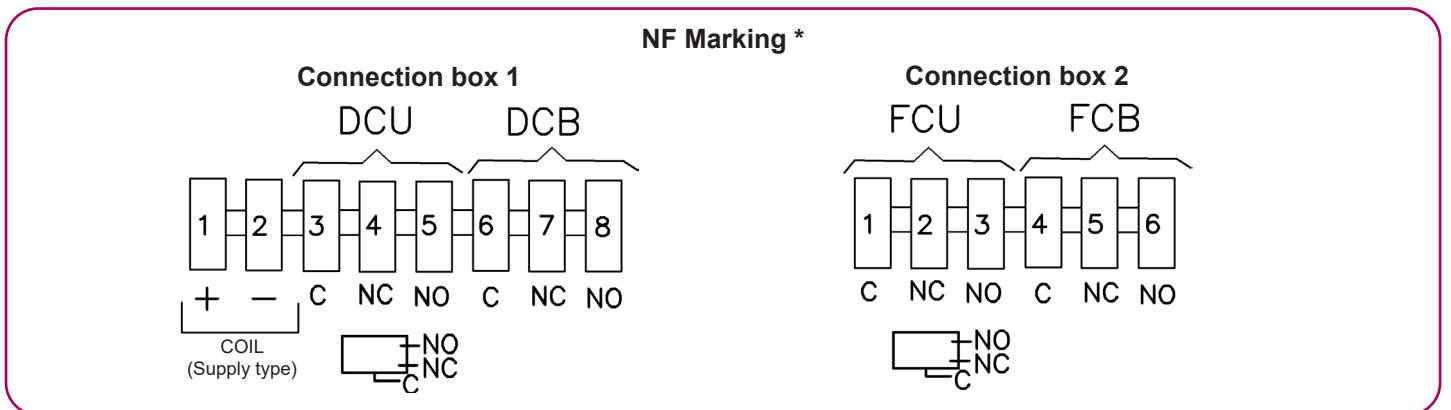 NF Marking *
Connection box 1
DCU DCB
1 2 3 4 5 6 7 8
+ − C NC NO C NC NO
COIL
(Supply type)
NO
NC
C
Connection box 2
FCU FCB
1 2 3 4 5 6
C NC NO C NC NO
NO
NC
C